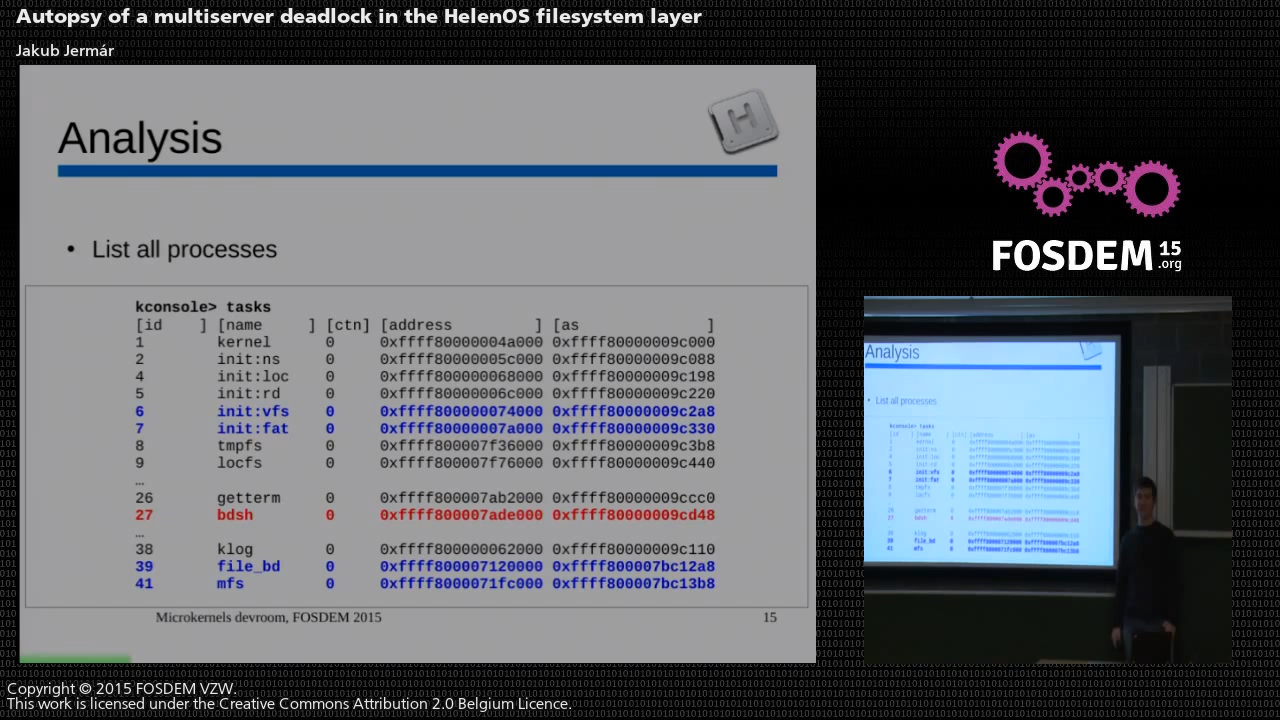 Autopsy of a multiserver deadlock in the HelenOS filesystem layer
Jakub Jermár
Analysis
• List all processes
kconsole> tasks
[id    ] [name      ] [ctn] [address          ] [as               ]
1 kernel 0 0xffff80000004a000 0xffff80000009c000
2 init:ns 0 0xffff80000005c000 0xffff80000009c088
4 init:loc 0 0xffff800000068000 0xffff80000009c198
5 init:rd 0 0xffff80000006c000 0xffff80000009c220
6 init:vfs 0 0xffff800000074000 0xffff80000009c2a8
7 init:fat 0 0xffff80000007a000 0xffff80000009c330
8 tmpfs 0 0xffff800007f36000 0xffff80000009c3b8
9 locfs 0 0xffff800007f76000 0xffff80000009c440
…
26 getterm 0 0xffff800007ab2000 0xffff80000009ccc0
27 bdsh 0 0xffff800007ade000 0xffff80000009cd48
…
38 klog 0 0xffff800000062000 0xffff80000009c110
39 file_bd 0 0xffff800007120000 0xffff800007bc12a8
41 mfs 0 0xffff8000071fc000 0xffff800007bc13b8
Microkernels devroom, FOSDEM 2015
15
H
FOSDEM 15
.org
Analysis
• List all processes
kconsole> tasks
Copyright © 2015 FOSDEM VZW.
This work is licensed under the Creative Commons Attribution 2.0 Belgium Licence.